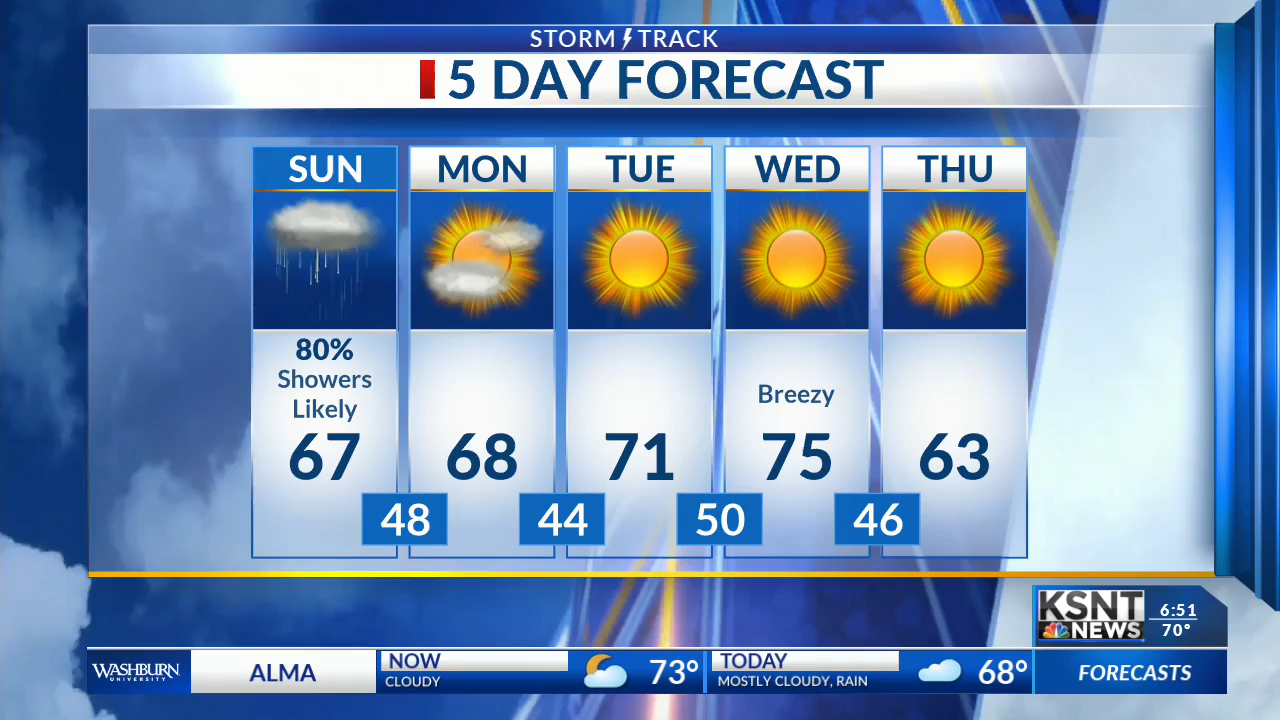 STORM TRACK
5 DAY FORECAST
SUN
MON
TUE
WED
THU
80%
Showers
Likely
Breezy
67
68
71
75
63
48
44
50
46
KSNT
NEWS
6:51
70°
WASHBURN
UNIVERSITY
ALMA
NOW
CLOUDY
73°
TODAY
MOSTLY CLOUDY, RAIN
68°
FORECASTS